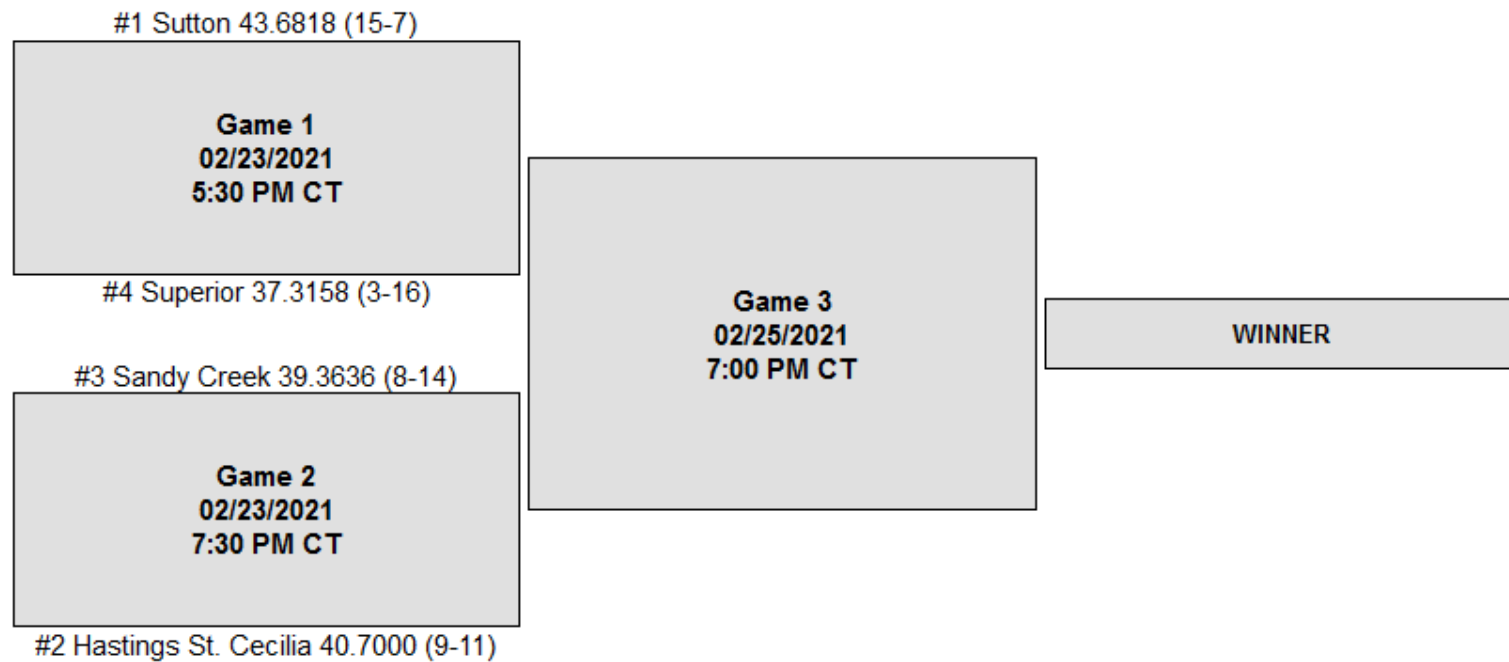 #1 Sutton 43.6818 (15-7)
Game 1
02/23/2021
5:30 PM CT
#4 Superior 37.3158 (3-16)
#3 Sandy Creek 39.3636 (8-14)
Game 2
02/23/2021
7:30 PM CT
#2 Hastings St. Cecilia 40.7000 (9-11)
Game 3
02/25/2021
7:00 PM CT
WINNER